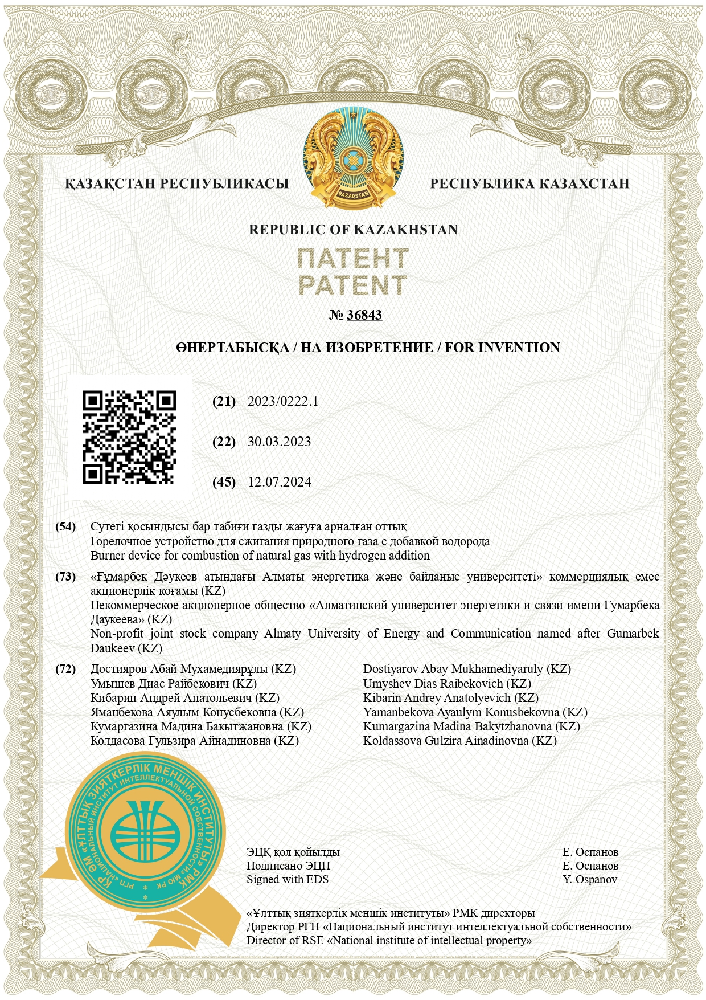 ҚАЗАҚСТАН РЕСПУБЛИКАСЫ
РЕСПУБЛИКА КАЗАХСТАН
QAZAQSTAN
REPUBLIC OF KAZAKHSTAN
ПАТЕНТ
PATENT
№ 36843
ӨНЕРТАБЫСҚА / НА ИЗОБРЕТЕНИЕ / FOR INVENTION
(21) 2023/0222.1
(22) 30.03.2023
(45) 12.07.2024
(54) Сутегі қосындысы бар табиғи газды жағуға арналған оттық
Горелочное устройство для сжигания природного газа с добавкой водорода
Burner device for combustion of natural gas with hydrogen addition
(73) «Ғұмарбек Дәукеев атындағы Алматы энергетика және байланыс университеті» коммерциялық емес
акционерлік қоғамы (KZ)
Некоммерческое акционерное общество «Алматинский университет энергетики и связи имени Гумарбека
Даукеева» (KZ)
Non-profit joint stock company Almaty University of Energy and Communication named after Gumarbek
Daukeev (KZ)
(72) Достияров Абай Мухамедиярұлы (KZ) Dostiyarov Abay Mukhamediyaruly (KZ)
Умышев Диас Райбекович (KZ) Umyshev Dias Raibekovich (KZ)
Кибарин Андрей Анатольевич (KZ) Kibarin Andrey Anatolyevich (KZ)
Яманбекова Аяулым Конусбековна (KZ) Yamanbekova Ayaulym Konusbekovna (KZ)
Кумаргазина Мадина Бакытжановна (KZ) Kumargazina Madina Bakytzhanovna (KZ)
Колдасова Гульзира Айнадиновна (KZ) Koldassova Gulzira Ainadinovna (KZ)
ҚР ӘМ «ҰЛТТЫҚ ЗИЯТКЕРЛІК МЕНШІК ИНСТИТУТЫ» РМК
РГП «НАЦИОНАЛЬНЫЙ ИНСТИТУТ ИНТЕЛЛЕКТУАЛЬНОЙ СОБСТВЕННОСТИ» МЮ РК
ЭЦҚ қол қойылды Е. Оспанов
Подписано ЭЦП Е. Оспанов
Signed with EDS Y. Ospanov
«Ұлттық зияткерлік меншік институты» РМК директоры
Директор РГП «Национальный институт интеллектуальной собственности»
Director of RSE «National institute of intellectual property»